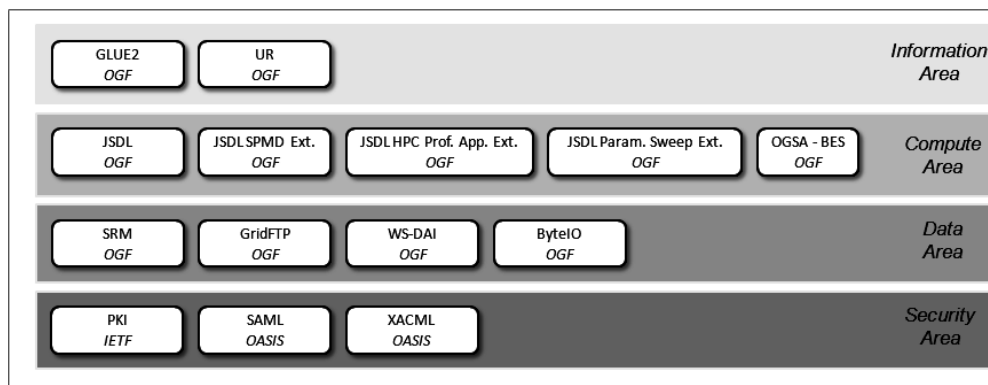 GLUE2
OGF
UR
OGF
Information
Area
JSDL
OGF
JSDL SPMD Ext.
OGF
JSDL HPC Prof. App. Ext.
OGF
JSDL Param. Sweep Ext.
OGF
OGSA - BES
OGF
Compute
Area
SRM
OGF
GridFTP
OGF
WS-DAI
OGF
ByteIO
OGF
Data
Area
PKI
IETF
SAML
OASIS
XACML
OASIS
Security
Area